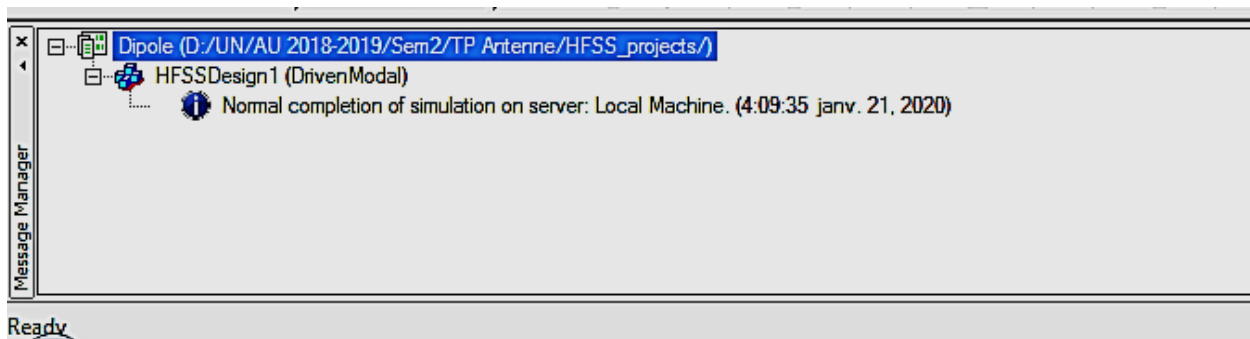 Dipole (D:/UN/AU 2018-2019/Sem2/TP Antenne/HFSS_projects/)
HFSSDesign1 (DrivenModal)
Normal completion of simulation on server: Local Machine. (4:09:35 janv. 21, 2020)
Message Manager
Ready